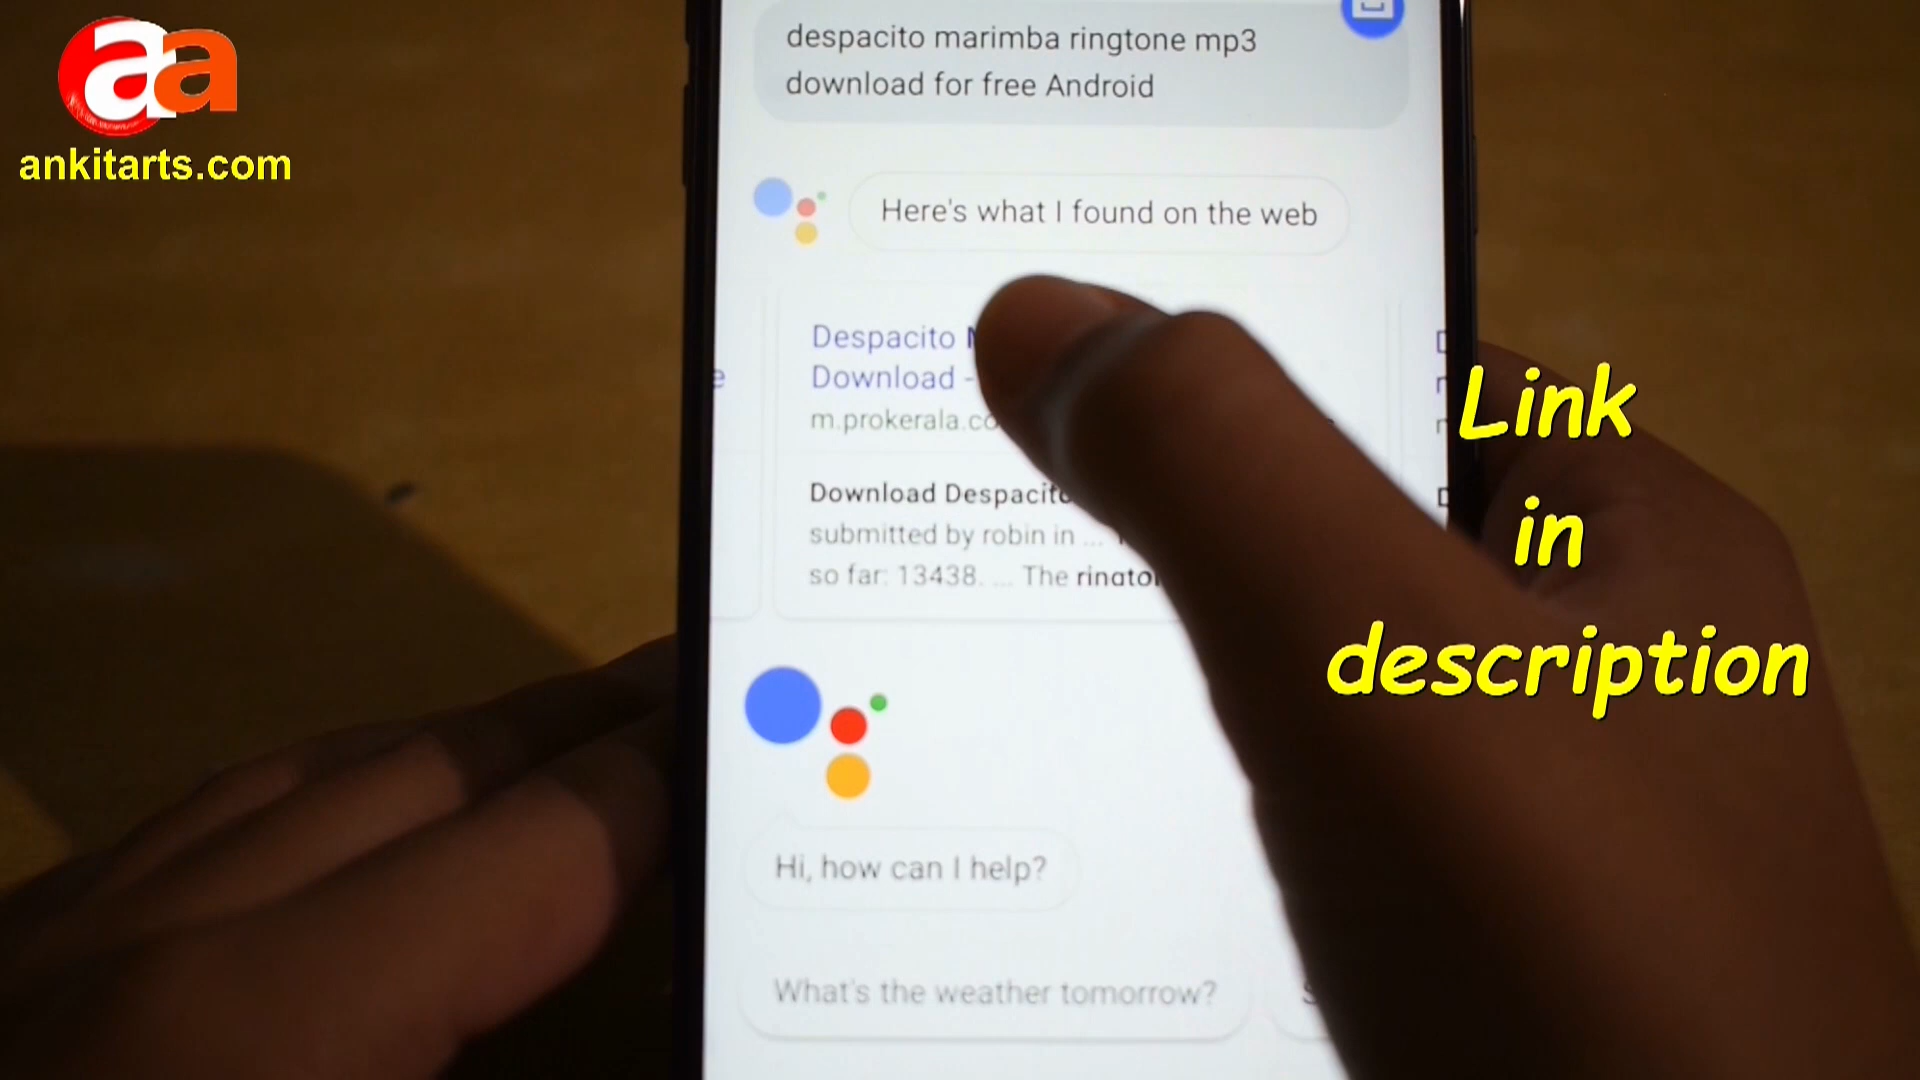 aa
ankitarts.com
despacito marimba ringtone mp3
download for free Android
Here's what I found on the web
Despacito
Download -
m.prokerala.co
Download Despacito
submitted by robin in ...
so far: 13438. ... The
Hi, how can I help?
What's the weather tomorrow?
Link
in
description